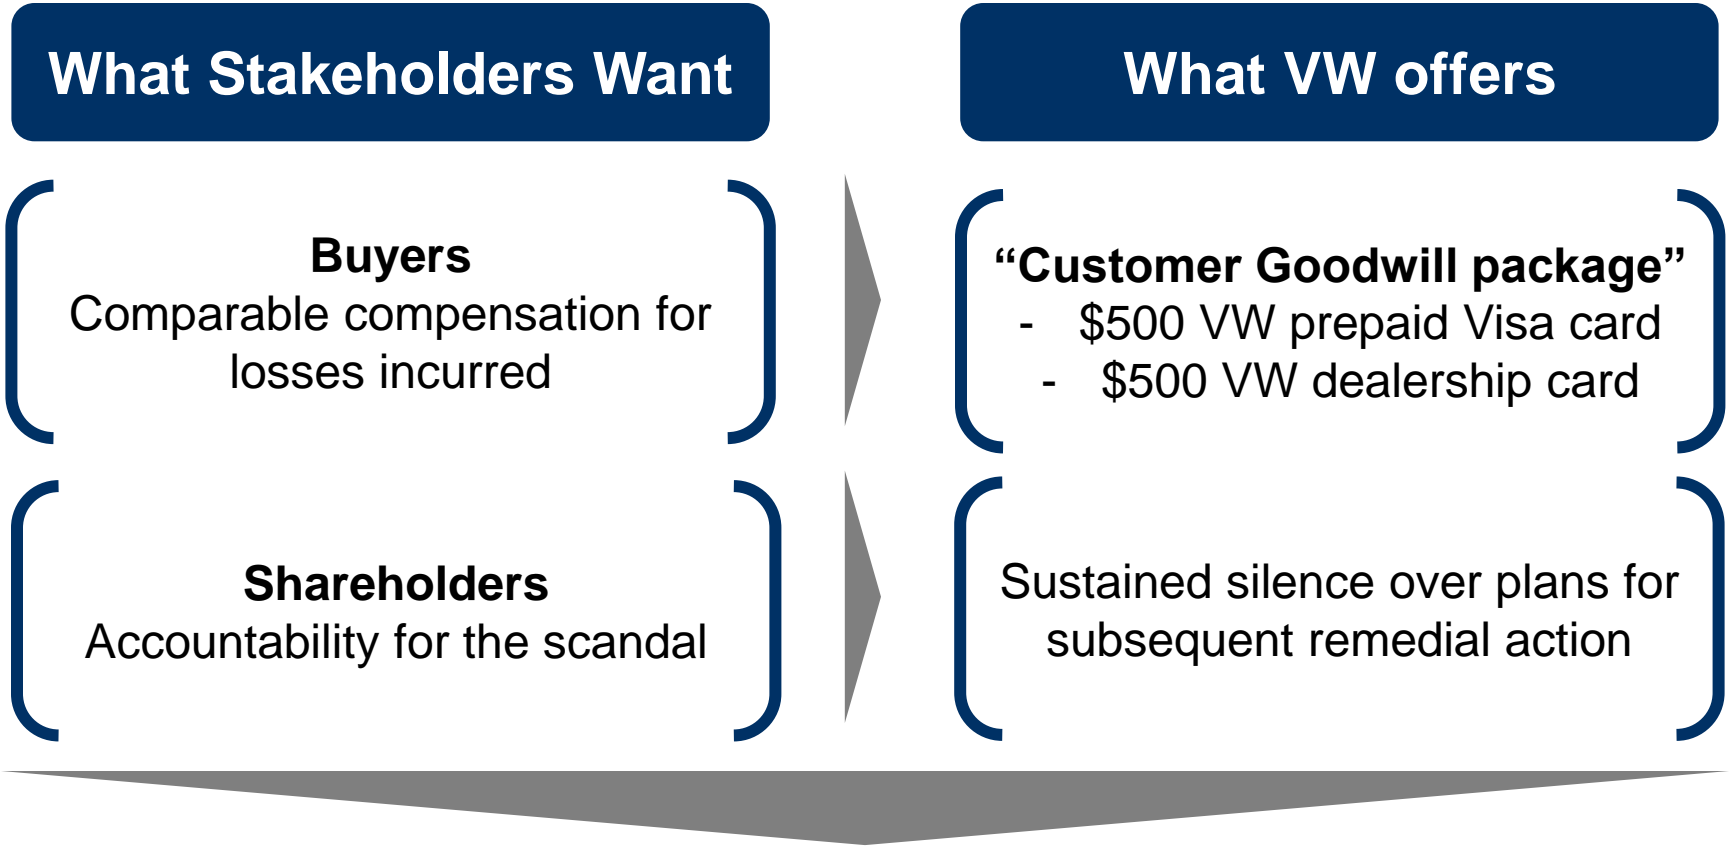 What Stakeholders Want
What VW offers
Buyers
Comparable compensation for
losses incurred
“Customer Goodwill package”
- $500 VW prepaid Visa card
- $500 VW dealership card
Shareholders
Accountability for the scandal
Sustained silence over plans for
subsequent remedial action